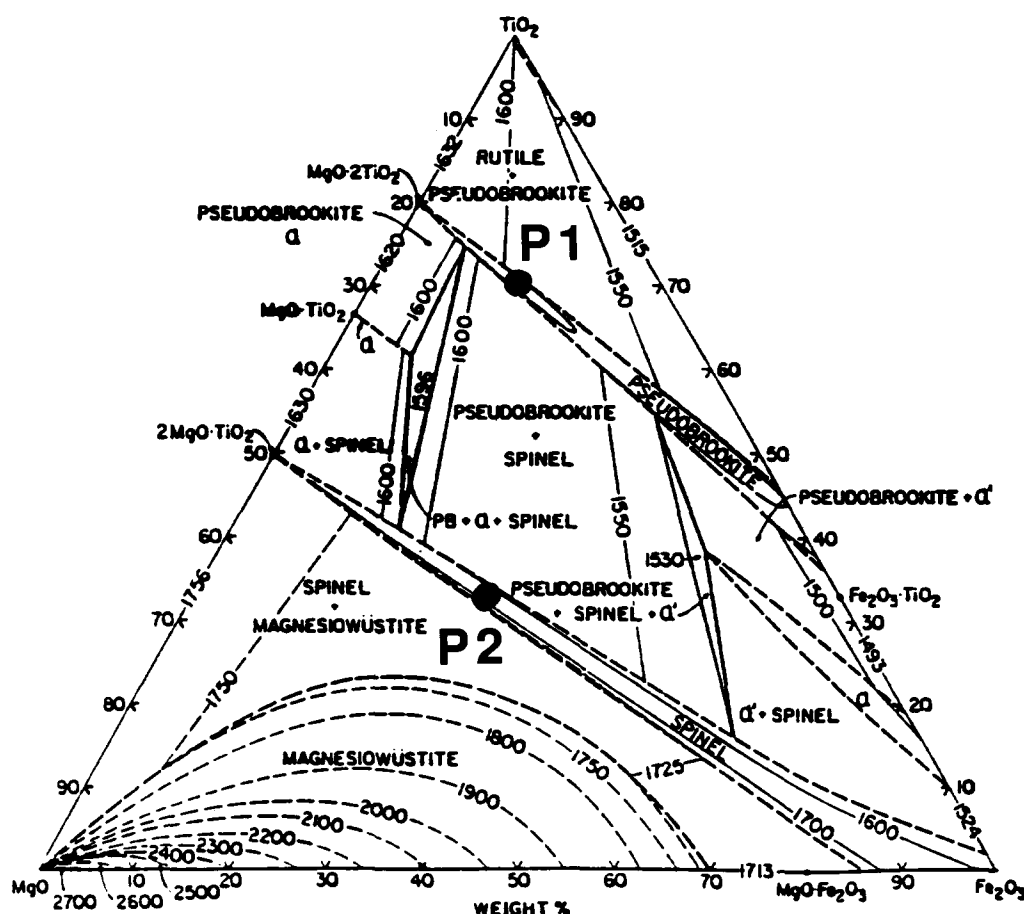 TiO2
10
1600
90
1632
RUTILE
+
PSEUDOBROOKITE
MgO·2TiO2
20
80
PSEUDOBROOKITE
a
P1
1515
1620
30
1600
1550
70
MgO·TiO2
a
1600
40
60
1596
1630
PSEUDOBROOKITE
PSEUDOBROOKITE
+
SPINEL
2MgO·TiO2
a + SPINEL
50
50
1600
PSEUDOBROOKITE + a'
PB + a + SPINEL
1550
60
40
1530
SPINEL
+
MAGNESIOWÜSTITE
PSEUDOBROOKITE
+ SPINEL + a'
1500
Fe2O3·TiO2
1756
70
30
P2
1493
1750
a
80
20
a' + SPINEL
SPINEL
1800
1750
1725
MAGNESIOWÜSTITE
90
1900
10
2000
2100
1700
1600
1524
2200
2300
2400
1713
MgO
10
20
30
40
50
60
70
MgO·Fe2O3
90
Fe2O3
2700
2600
2500
WEIGHT %